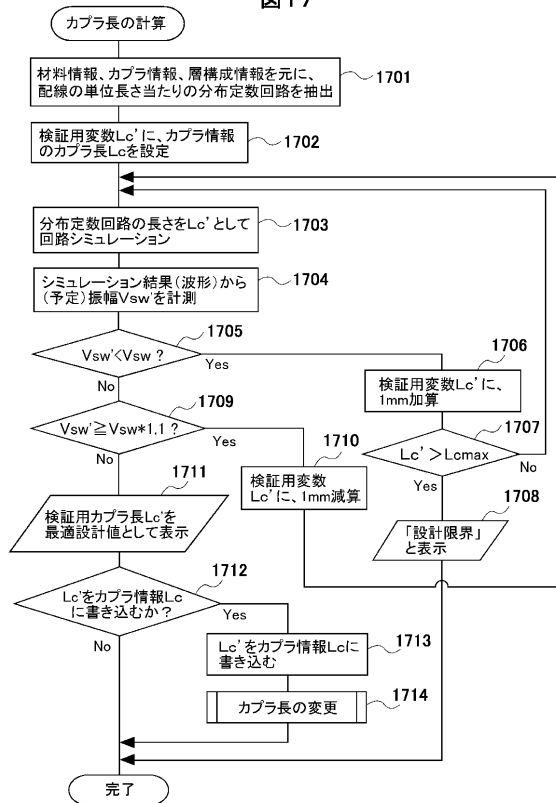 図17
カプラ長の計算
材料情報、カプラ情報、層構成情報を元に、
配線の単位長さ当たりの分布定数回路を抽出
1701
検証用変数Lc'に、カプラ情報
のカプラ長Lcを設定
1702
分布定数回路の長さをLc'として
回路シミュレーション
1703
シミュレーション結果(波形)から
(予定)振幅Vsw'を計測
1704
1705
Vsw'<Vsw ?
Yes
No
1706
検証用変数Lc'に、
1mm加算
1707
Lc'>Lcmax
No
Yes
1708
「設計限界」
と表示
1709
Vsw'≧Vsw*1.1 ?
Yes
No
1710
検証用変数
Lc'に、1mm減算
1711
検証用カプラ長Lc'を
最適設計値として表示
1712
Lc'をカプラ情報Lc
に書き込むか?
Yes
No
Lc'をカプラ情報Lcに
書き込む
1713
カプラ長の変更
1714
完了